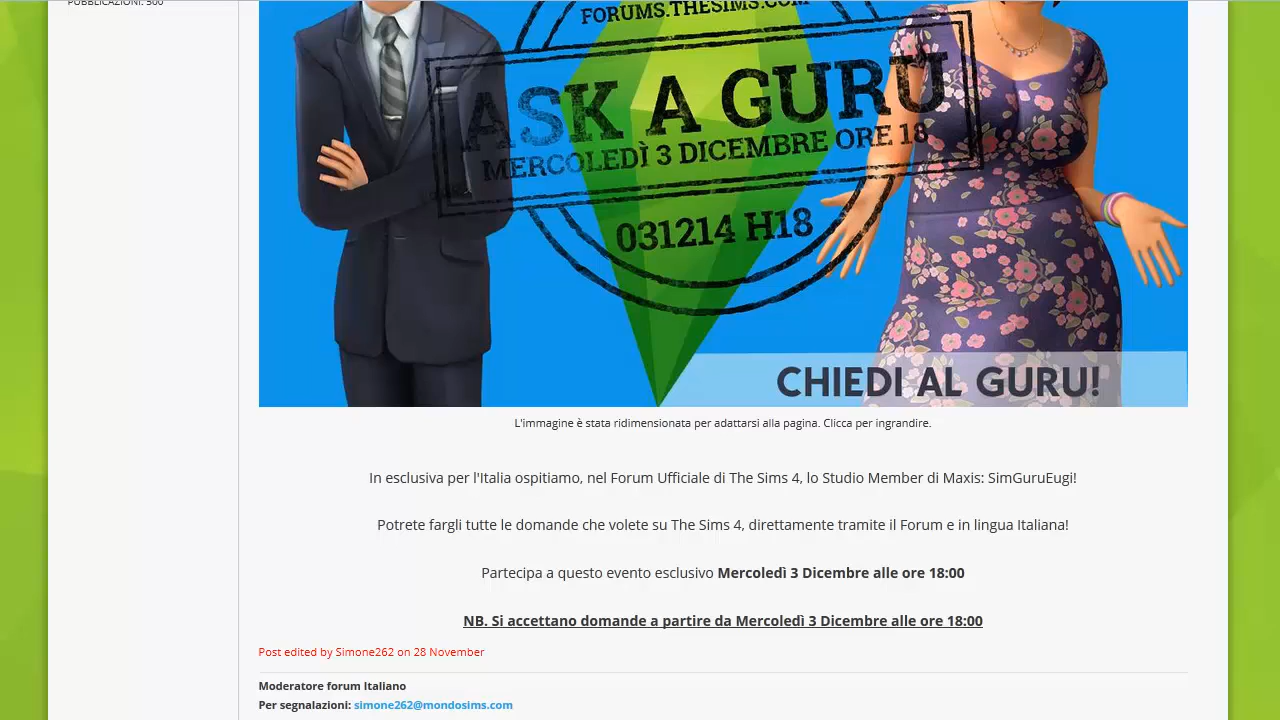 PUBBLICAZIONI: 500
FORUMS.THESIMS.COM
ASK A GURU
MERCOLEDÌ 3 DICEMBRE ORE 18
031214 H18
CHIEDI AL GURU!
L'immagine è stata ridimensionata per adattarsi alla pagina. Clicca per ingrandire.
In esclusiva per l'Italia ospitiamo, nel Forum Ufficiale di The Sims 4, lo Studio Member di Maxis: SimGuruEugi!
Potrete fargli tutte le domande che volete su The Sims 4, direttamente tramite il Forum e in lingua Italiana!
Partecipa a questo evento esclusivo Mercoledì 3 Dicembre alle ore 18:00
NB. Si accettano domande a partire da Mercoledì 3 Dicembre alle ore 18:00
Post edited by Simone262 on 28 November
Moderatore forum Italiano
Per segnalazioni: simone262@mondosims.com